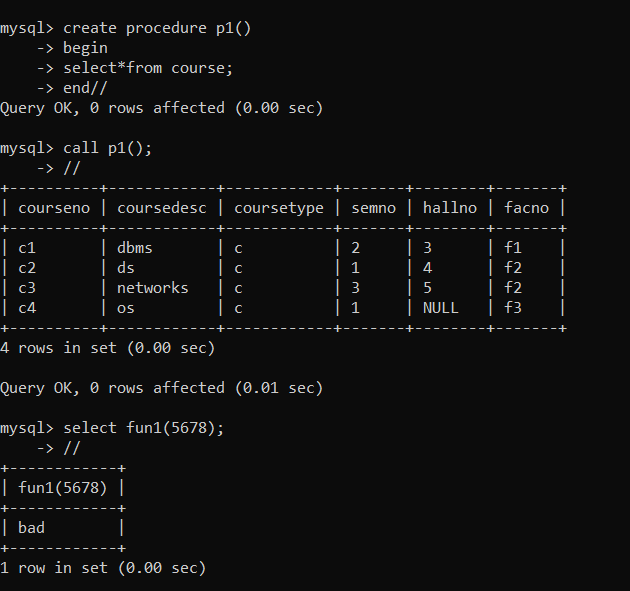 mysql> create procedure p1()
    -> begin
    -> select*from course;
    -> end//
Query OK, 0 rows affected (0.00 sec)

mysql> call p1();
    -> //
+----------+------------+------------+-------+--------+-------+
| courseno | coursedesc | coursetype | semno | hallno | facno |
+----------+------------+------------+-------+--------+-------+
| c1       | dbms       | c          | 2     | 3      | f1    |
| c2       | ds         | c          | 1     | 4      | f2    |
| c3       | networks   | c          | 3     | 5      | f2    |
| c4       | os         | c          | 1     | NULL   | f3    |
+----------+------------+------------+-------+--------+-------+
4 rows in set (0.00 sec)

Query OK, 0 rows affected (0.01 sec)

mysql> select fun1(5678);
    -> //
+------------+
| fun1(5678) |
+------------+
| bad        |
+------------+
1 row in set (0.00 sec)